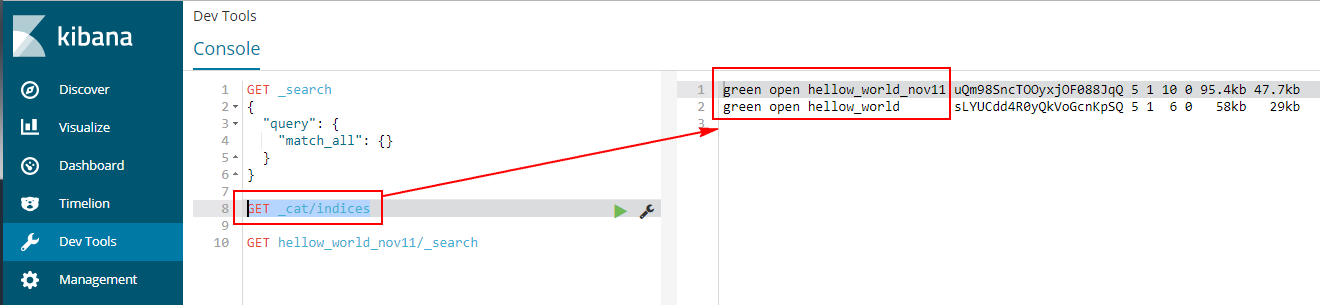 kibana
Discover
Visualize
Dashboard
Timelion
Dev Tools
Management
Dev Tools
Console
1 GET _search
2 {
3 "query": {
4 "match_all": {}
5 }
6 }
7
8 GET _cat/indices
9
10 GET hellow_world_nov11/_search
1 green open hellow_world_nov11 uQm98SncTOOyxjOF088JqQ 5 1 10 0 95.4kb 47.7kb
2 green open hellow_world sLYUCdd4R0yQkVoGcnKpSQ 5 1 6 0 58kb 29kb
3